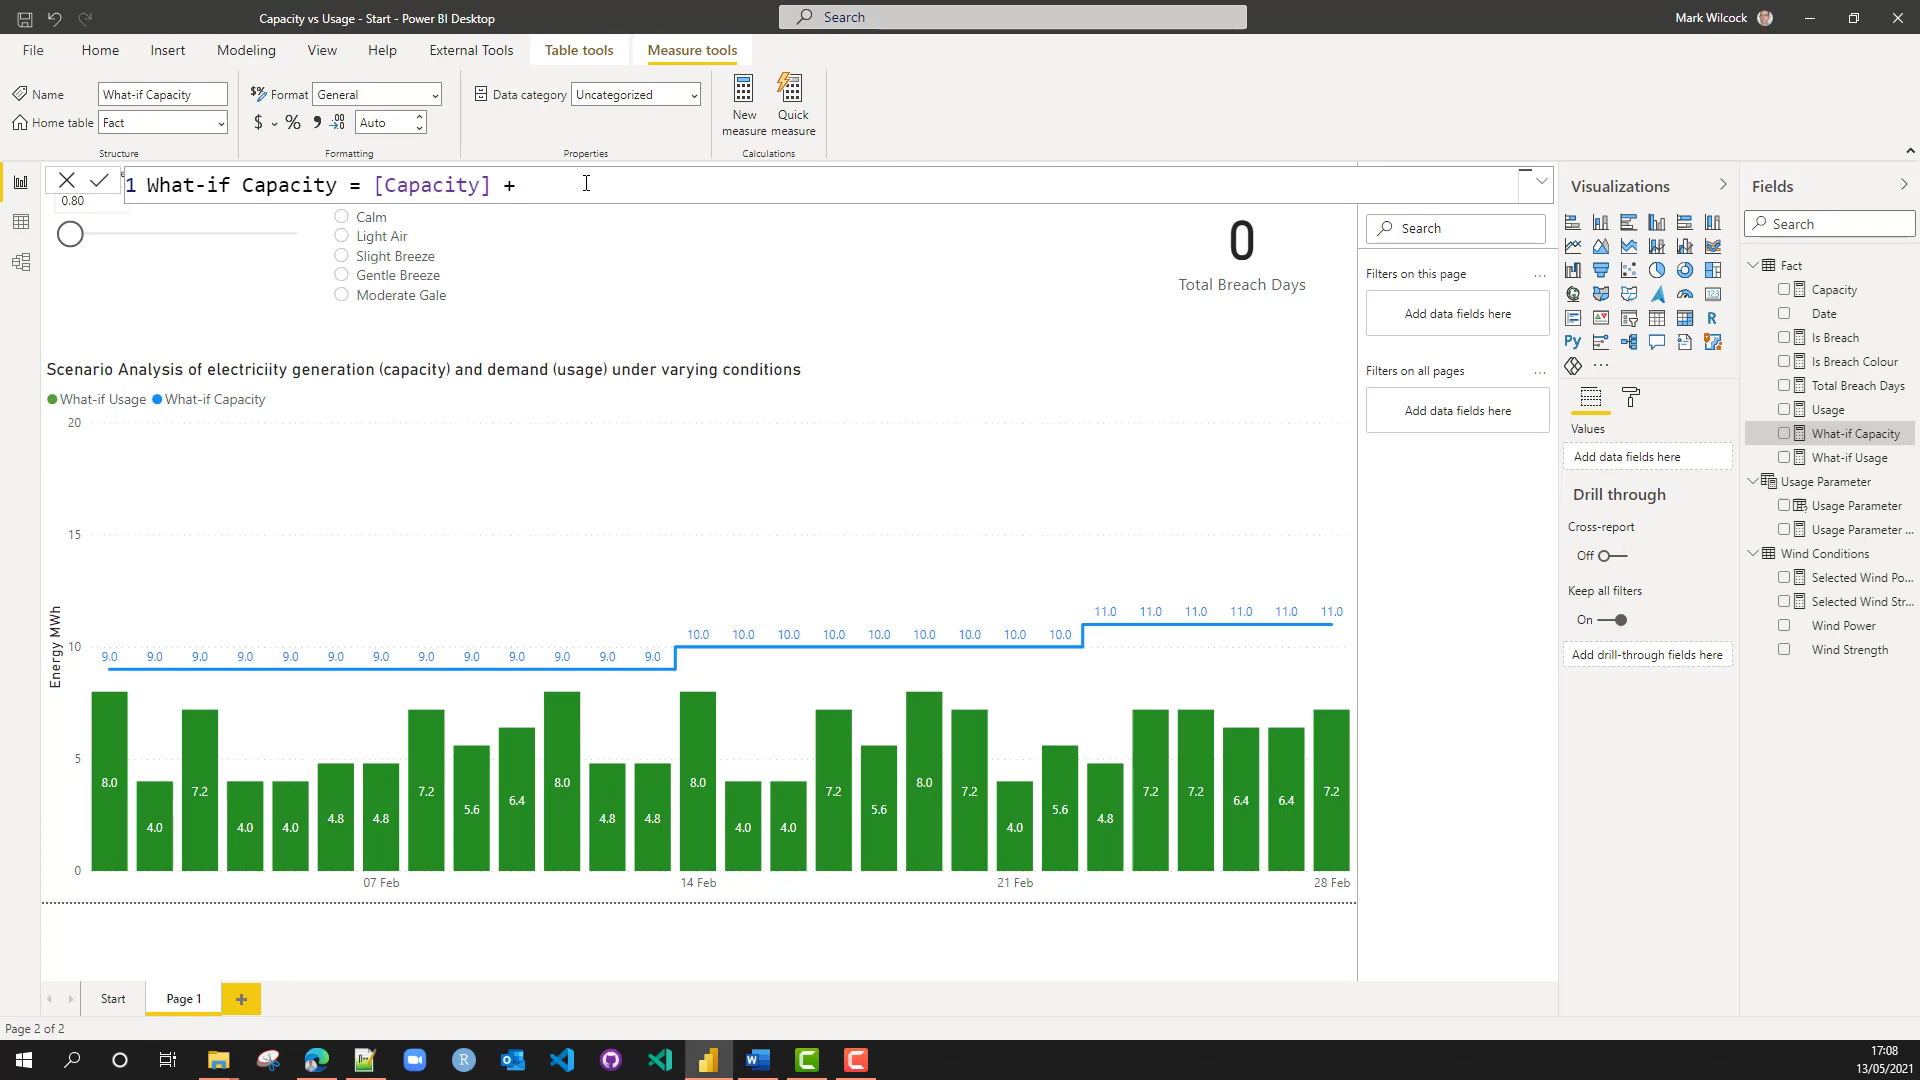 Capacity vs Usage - Start - Power BI Desktop
Search
Mark Wilcock
File
Home
Insert
Modeling
View
Help
External Tools
Table tools
Measure tools
Name
What-if Capacity
Home table
Fact
Structure
Format
General
$
%
Auto
Formatting
Data category
Uncategorized
Properties
New
measure
Quick
measure
Calculations
1 What-if Capacity = [Capacity] +
0.80
Calm
Light Air
Slight Breeze
Gentle Breeze
Moderate Gale
0
Total Breach Days
Scenario Analysis of electriciity generation (capacity) and demand (usage) under varying conditions
What-if Usage
What-if Capacity
Energy MWh
20
15
10
5
0
9.0 9.0 9.0 9.0 9.0 9.0 9.0 9.0 9.0 9.0 9.0 9.0 9.0 10.0 10.0 10.0 10.0 10.0 10.0 10.0 10.0 10.0 11.0 11.0 11.0 11.0 11.0 11.0
8.0 4.0 7.2 4.0 4.0 4.8 4.8 7.2 5.6 6.4 8.0 4.8 4.8 8.0 4.0 4.0 7.2 5.6 8.0 7.2 4.0 5.6 4.8 7.2 7.2 6.4 6.4 7.2
07 Feb
14 Feb
21 Feb
28 Feb
Search
Filters on this page
...
Add data fields here
Filters on all pages
...
Add data fields here
Visualizations
123
R
Py
...
Values
Add data fields here
Drill through
Cross-report
Off
Keep all filters
On
Add drill-through fields here
Fields
Search
Fact
Capacity
Date
Is Breach
Is Breach Colour
Total Breach Days
Usage
What-if Capacity
What-if Usage
Usage Parameter
Usage Parameter
Usage Parameter ...
Wind Conditions
Selected Wind Po...
Selected Wind Str...
Wind Power
Wind Strength
Start
Page 1
+
Page 2 of 2
17:08
13/05/2021